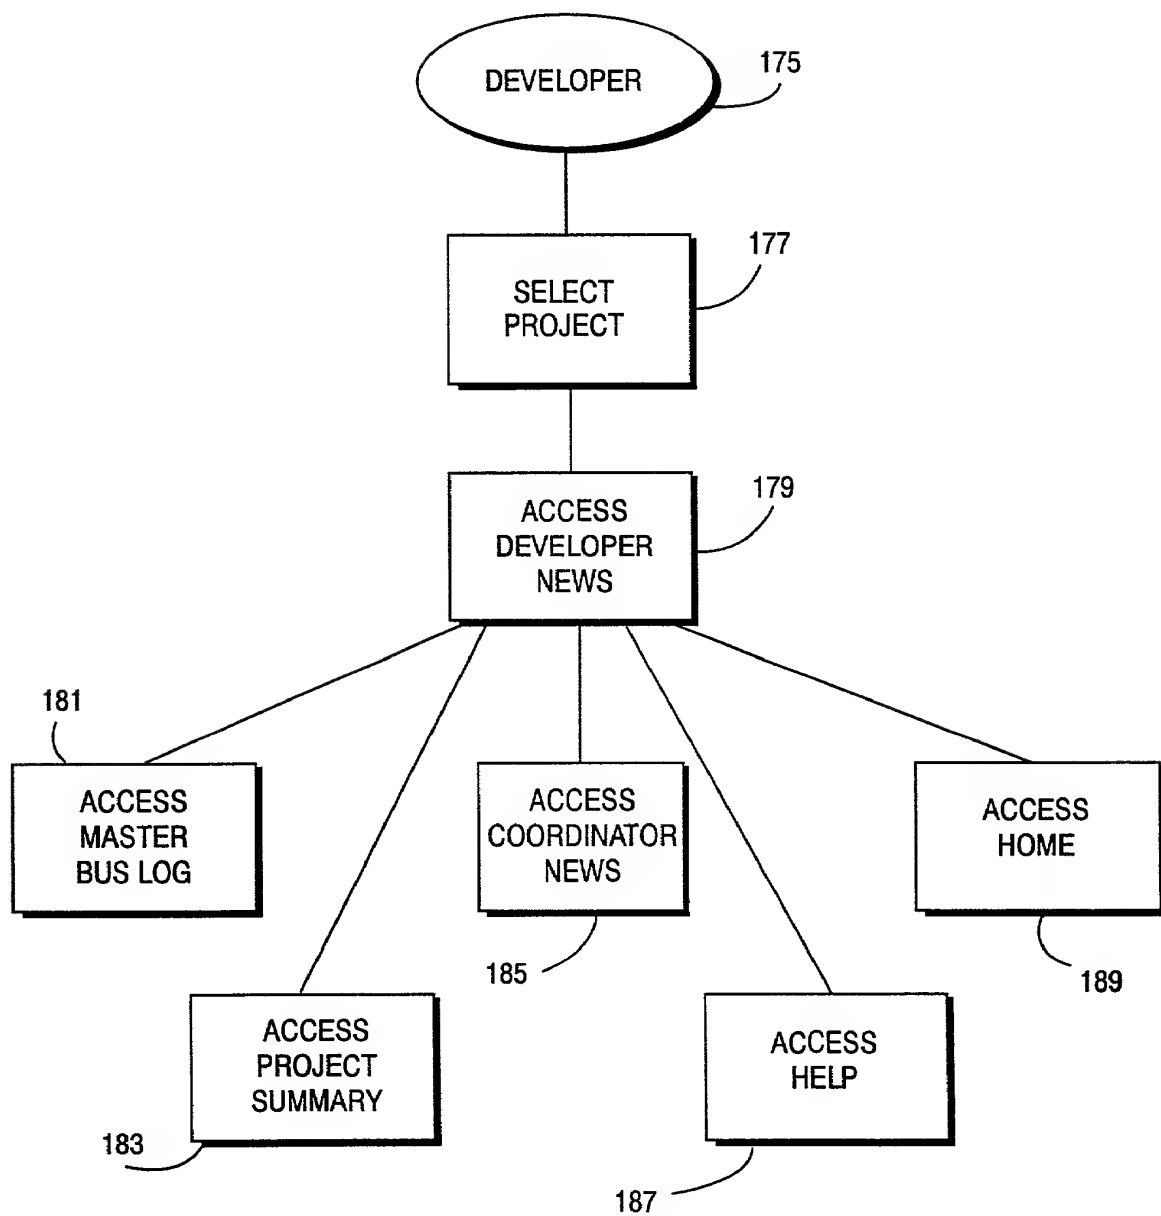 DEVELOPER
175
SELECT
PROJECT
177
ACCESS
DEVELOPER
NEWS
179
181
ACCESS
MASTER
BUS LOG
ACCESS
COORDINATOR
NEWS
185
ACCESS
HOME
189
ACCESS
PROJECT
SUMMARY
183
ACCESS
HELP
187